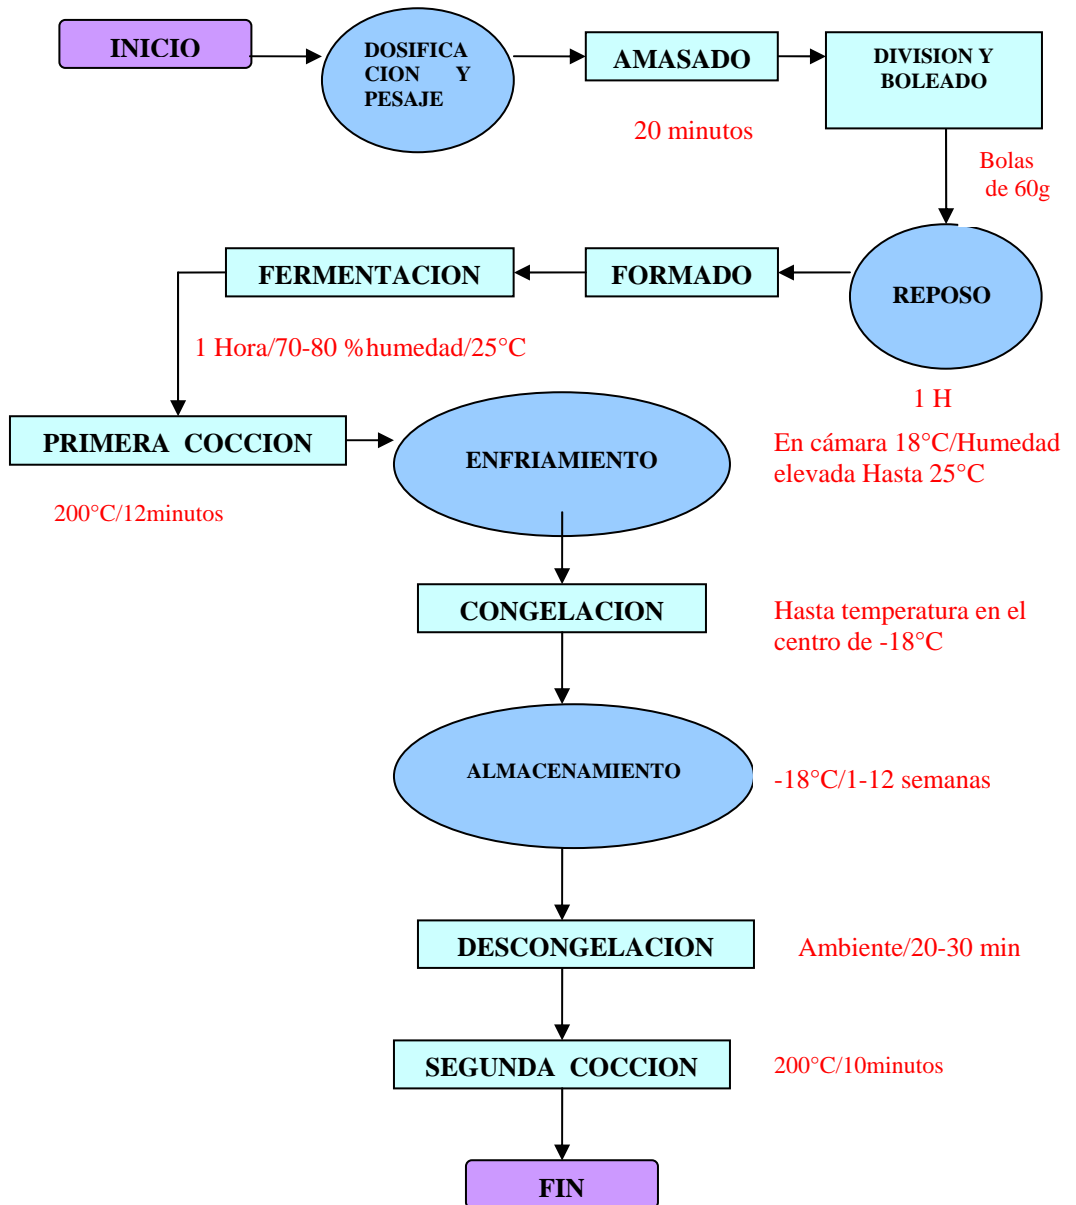 INICIO
DOSIFICA
CION Y
PESAJE
AMASADO
20 minutos
DIVISION Y
BOLEADO
Bolas
de 60g
REPOSO
1 H
FORMADO
FERMENTACION
1 Hora/70-80 %humedad/25°C
PRIMERA COCCION
200°C/12minutos
ENFRIAMIENTO
En cámara 18°C/Humedad
elevada Hasta 25°C
CONGELACION
Hasta temperatura en el
centro de -18°C
ALMACENAMIENTO
-18°C/1-12 semanas
DESCONGELACION
Ambiente/20-30 min
SEGUNDA COCCION
200°C/10minutos
FIN